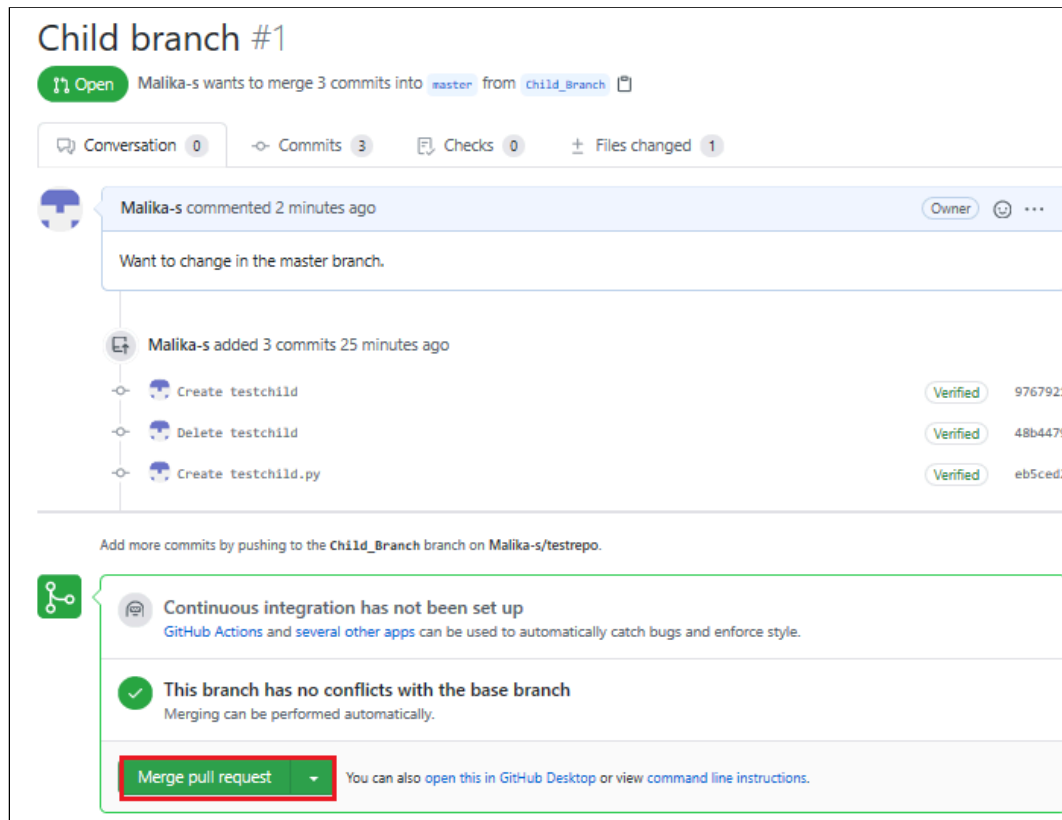 Child branch #1
Open Malika-s wants to merge 3 commits into master from Child_Branch
Conversation 0 Commits 3 Checks 0 Files changed 1
Malika-s commented 2 minutes ago Owner
Want to change in the master branch.
Malika-s added 3 commits 25 minutes ago
Create testchild Verified
Delete testchild Verified
Create testchild.py Verified
Add more commits by pushing to the Child_Branch branch on Malika-s/testrepo.
Continuous integration has not been set up
GitHub Actions and several other apps can be used to automatically catch bugs and enforce style.
This branch has no conflicts with the base branch
Merging can be performed automatically.
Merge pull request You can also open this in GitHub Desktop or view command line instructions.